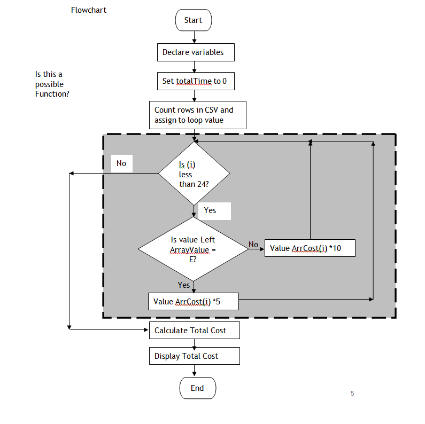 Flowchart
Start
Declare variables
Is this a
possible
Function?
Set totalTime to 0
Count rows in CSV and
assign to loop value
No
Is (i)
less
than 24?
Yes
Is value Left
ArrayValue =
E?
No
Value ArrCost(i) *10
Yes
Value ArrCost(i) *5
Calculate Total Cost
Display Total Cost
End
5